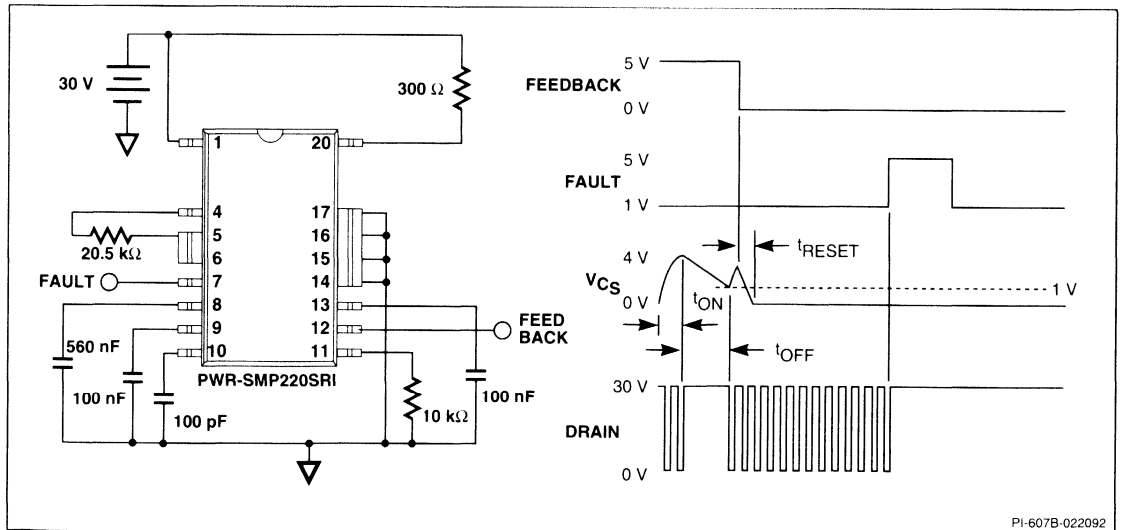 30 V
300 Ω
1 20
4 17
5 16
6 15
7 14
8 13
9 12
10 11
20.5 kΩ
FAULT
FEED
BACK
560 nF
100 nF
100 pF
PWR-SMP220SRI
10 kΩ
100 nF
FEEDBACK
5 V
0 V
FAULT
5 V
1 V
VCS
4 V
0 V
tRESET
1 V
tON
tOFF
DRAIN
30 V
0 V
PI-607B-022092